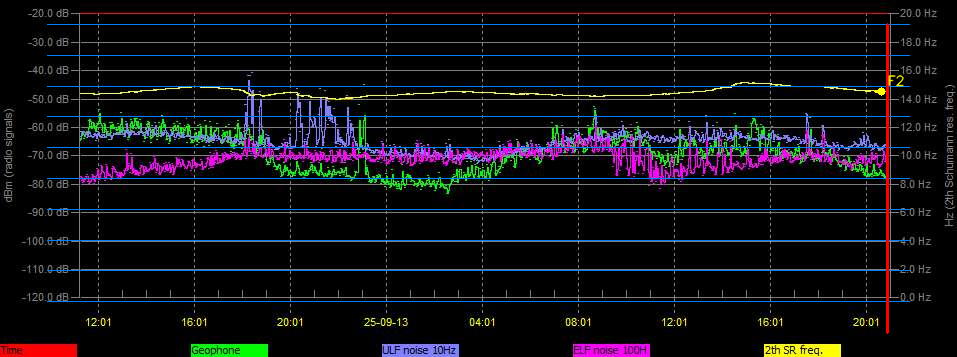 -20.0 dB 20.0 Hz
-30.0 dB 18.0 Hz
-40.0 dB 16.0 Hz
F2
-50.0 dB 14.0 Hz
-60.0 dB 12.0 Hz
-70.0 dB 10.0 Hz
-80.0 dB 8.0 Hz
-90.0 dB 6.0 Hz
-100.0 dB 4.0 Hz
-110.0 dB 2.0 Hz
-120.0 dB 0.0 Hz
dBm (radio signals)
Hz (2th Schumann res. freq.)
12:01 16:01 20:01 25-09-13 04:01 08:01 12:01 16:01 20:01
Time Geophone ULF noise 10Hz ELF noise 100H 2th SR freq.